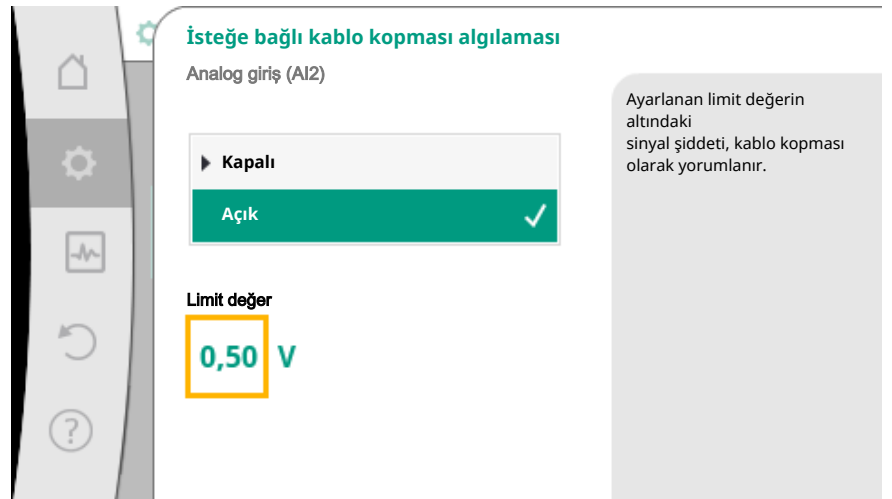 İsteğe bağlı kablo kopması algılaması
Analog giriş (AI2)
Kapalı
Açık
Limit değer
0,50 V
Ayarlanan limit değerin
altındaki
sinyal şiddeti, kablo kopması
olarak yorumlanır.